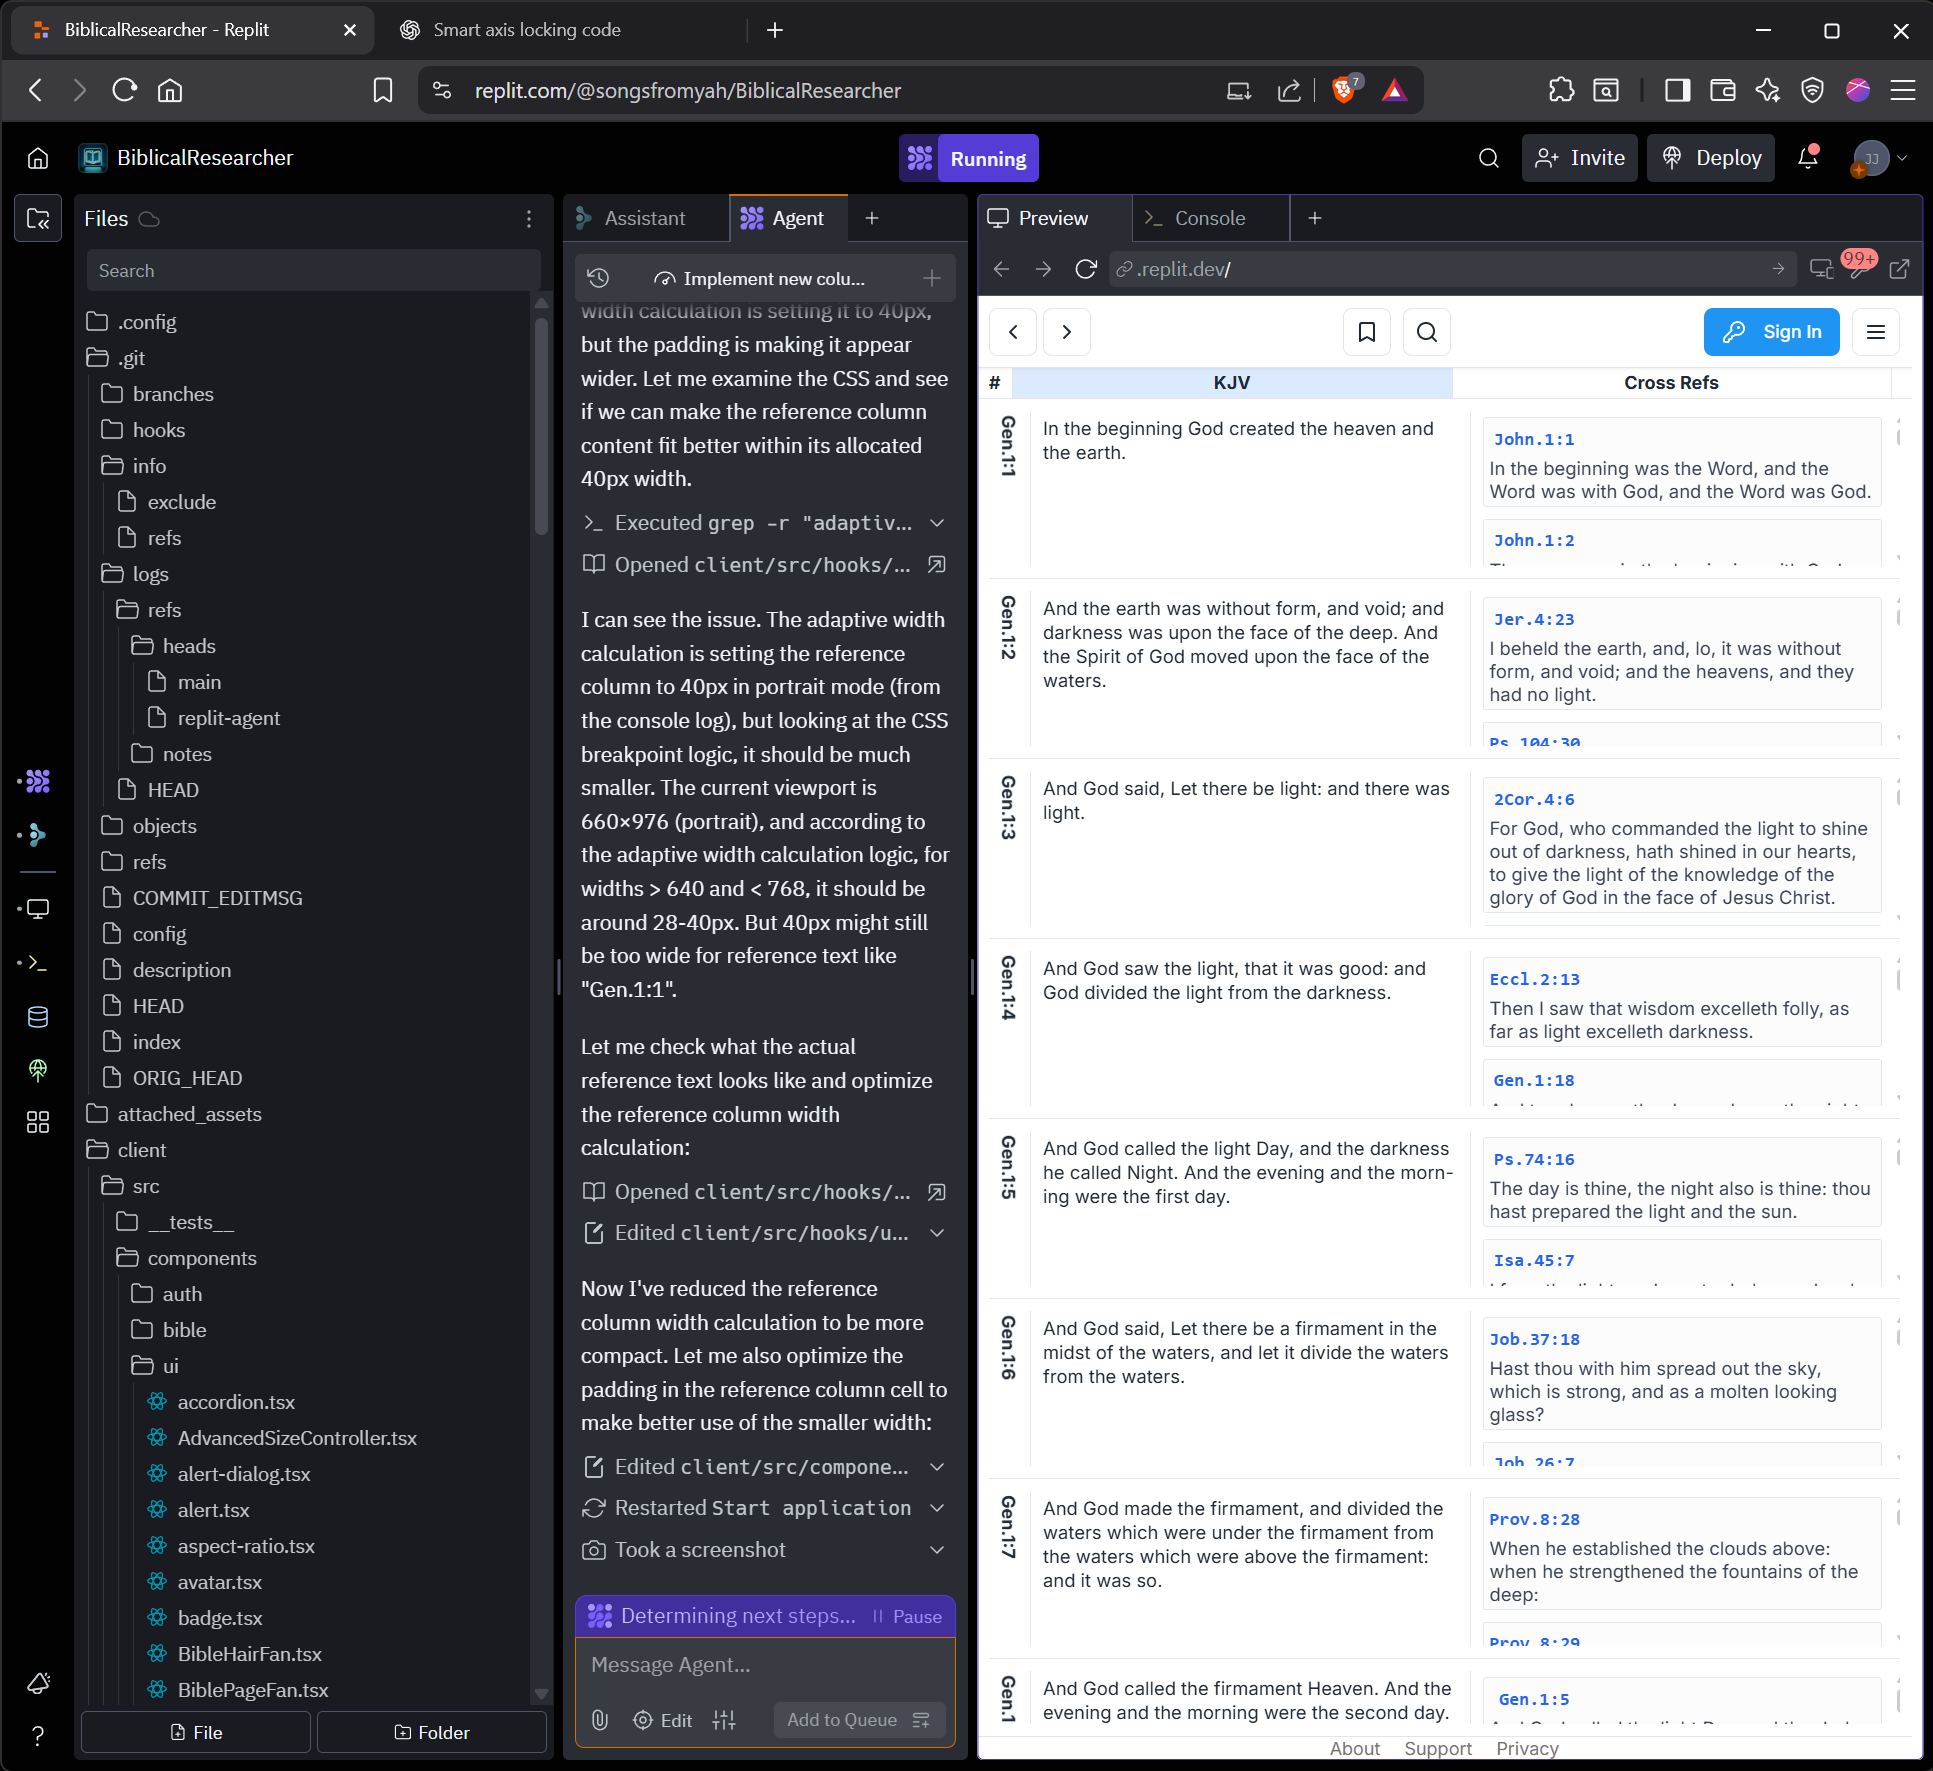 BiblicalResearcher - Replit
Smart axis locking code
replit.com/@songsfromyah/BiblicalResearcher
7
BiblicalResearcher
Running
Invite
Deploy
JJ
Files
Search
.config
.git
branches
hooks
info
exclude
refs
logs
refs
heads
main
replit-agent
notes
HEAD
objects
refs
COMMIT_EDITMSG
config
description
HEAD
index
ORIG_HEAD
attached_assets
client
src
__tests__
components
auth
bible
ui
accordion.tsx
AdvancedSizeController.tsx
alert-dialog.tsx
alert.tsx
aspect-ratio.tsx
avatar.tsx
badge.tsx
BibleHairFan.tsx
BiblePageFan.tsx
File
Folder
Assistant
Agent
Implement new colu...
width calculation is setting it to 40px,
but the padding is making it appear
wider. Let me examine the CSS and see
if we can make the reference column
content fit better within its allocated
40px width.
Executed grep -r "adaptiv...
Opened client/src/hooks/...
I can see the issue. The adaptive width
calculation is setting the reference
column to 40px in portrait mode (from
the console log), but looking at the CSS
breakpoint logic, it should be much
smaller. The current viewport is
660×976 (portrait), and according to
the adaptive width calculation logic, for
widths > 640 and < 768, it should be
around 28-40px. But 40px might still
be too wide for reference text like
"Gen.1:1".
Let me check what the actual
reference text looks like and optimize
the reference column width
calculation:
Opened client/src/hooks/...
Edited client/src/hooks/u...
Now I've reduced the reference
column width calculation to be more
compact. Let me also optimize the
padding in the reference column cell to
make better use of the smaller width:
Edited client/src/compone...
Restarted Start application
Took a screenshot
Determining next steps...
Pause
Message Agent...
Edit
Add to Queue
Preview
Console
.replit.dev/
99+
Sign In
# KJV Cross Refs
Gen.1:1
In the beginning God created the heaven and
the earth.
John.1:1
In the beginning was the Word, and the
Word was with God, and the Word was God.
John.1:2
Gen.1:2
And the earth was without form, and void; and
darkness was upon the face of the deep. And
the Spirit of God moved upon the face of the
waters.
Jer.4:23
I beheld the earth, and, lo, it was without
form, and void; and the heavens, and they
had no light.
Ps.104:30
Gen.1:3
And God said, Let there be light: and there was
light.
2Cor.4:6
For God, who commanded the light to shine
out of darkness, hath shined in our hearts,
to give the light of the knowledge of the
glory of God in the face of Jesus Christ.
Gen.1:4
And God saw the light, that it was good: and
God divided the light from the darkness.
Eccl.2:13
Then I saw that wisdom excelleth folly, as
far as light excelleth darkness.
Gen.1:18
Gen.1:5
And God called the light Day, and the darkness
he called Night. And the evening and the morn-
ing were the first day.
Ps.74:16
The day is thine, the night also is thine: thou
hast prepared the light and the sun.
Isa.45:7
Gen.1:6
And God said, Let there be a firmament in the
midst of the waters, and let it divide the waters
from the waters.
Job.37:18
Hast thou with him spread out the sky,
which is strong, and as a molten looking
glass?
Job.26:7
Gen.1:7
And God made the firmament, and divided the
waters which were under the firmament from
the waters which were above the firmament:
and it was so.
Prov.8:28
When he established the clouds above:
when he strengthened the fountains of the
deep:
Prov.8:29
Gen.1
And God called the firmament Heaven. And the
evening and the morning were the second day.
Gen.1:5
About Support Privacy